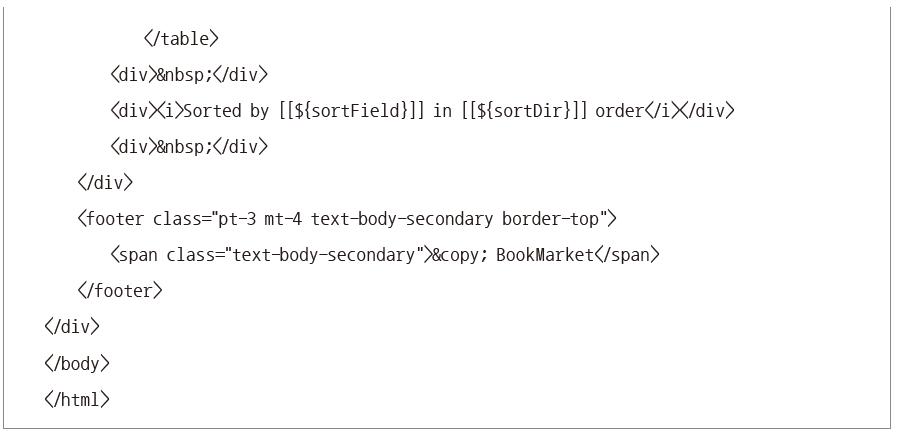 </table>
<div>&nbsp;</div>
<div><i>Sorted by [[${sortField}]] in [[${sortDir}]] order</i></div>
<div>&nbsp;</div>
</div>
<footer class="pt-3 mt-4 text-body-secondary border-top">
<span class="text-body-secondary">&copy; BookMarket</span>
</footer>
</div>
</body>
</html>